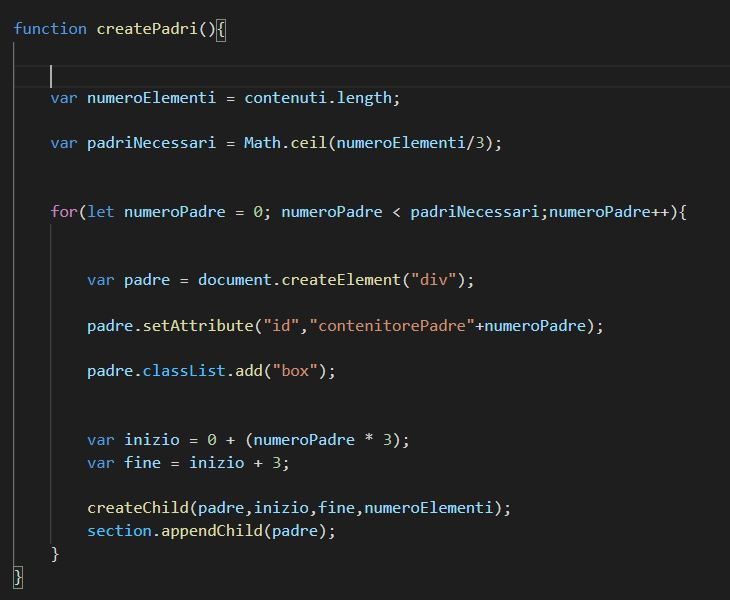 function createPadri(){
var numeroElementi = contenuti.length;
var padriNecessari = Math.ceil(numeroElementi/3);
for(let numeroPadre = 0; numeroPadre < padriNecessari;numeroPadre++){
var padre = document.createElement("div");
padre.setAttribute("id","contenitorePadre"+numeroPadre);
padre.classList.add("box");
var inizio = 0 + (numeroPadre * 3);
var fine = inizio + 3;
createChild(padre,inizio,fine,numeroElementi);
section.appendChild(padre);
}
}